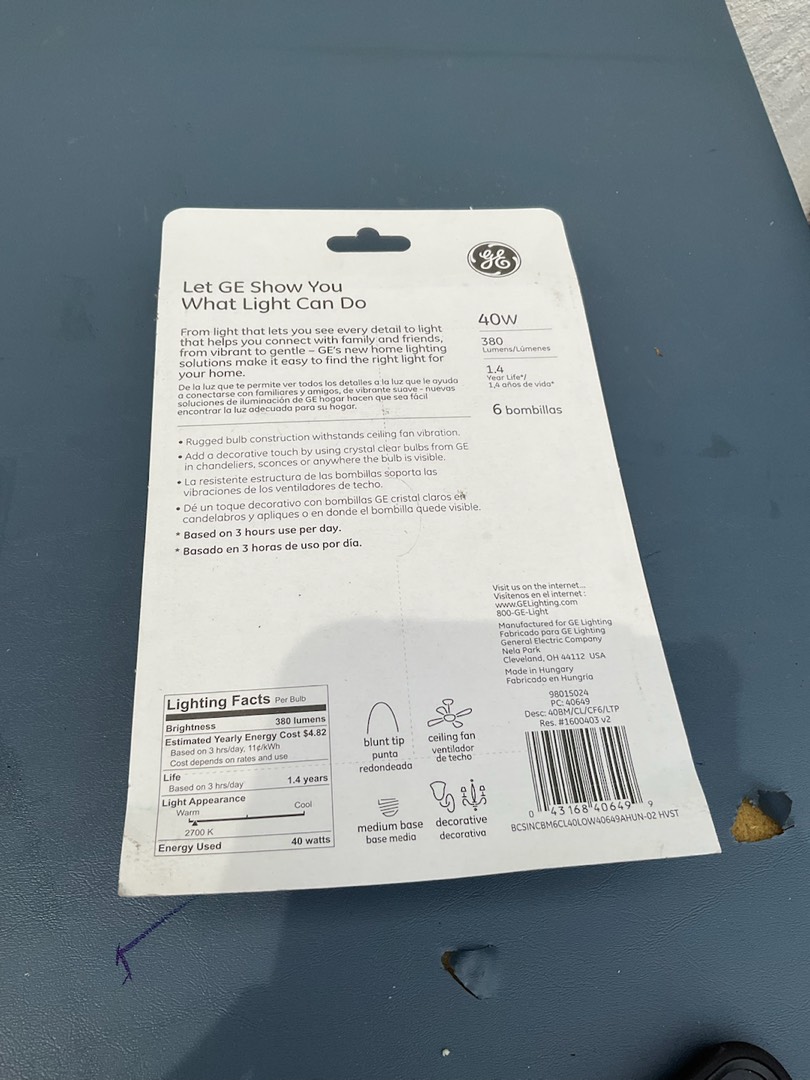 GE
Let GE Show You
What Light Can Do
From light that lets you see every detail to light
that helps you connect with family and friends,
from vibrant to gentle – GE's new home lighting
solutions make it easy to find the right light for
your home.
De la luz que te permite ver todos los detalles a la luz que le ayuda
a conectarse con familiares y amigos, de vibrante suave - nuevas
soluciones de iluminación de GE hogar hacen que sea fácil
encontrar la luz adecuada para su hogar.
40W
380
Lumens/Lúmenes
1.4
Year Life*/
1,4 años de vida*
6 bombillas
• Rugged bulb construction withstands ceiling fan vibration.
• Add a decorative touch by using crystal clear bulbs from GE
in chandeliers, sconces or anywhere the bulb is visible.
• La resistente estructura de las bombillas soporta las
vibraciones de los ventiladores de techo.
• Dé un toque decorativo con bombillas GE cristal claros en
candelabros y apliques o en donde el bombilla quede visible.
* Based on 3 hours use per day.
* Basado en 3 horas de uso por día.
Visit us on the internet...
Visítenos en el internet :
www.GELighting.com
800-GE-Light
Manufactured for GE Lighting
Fabricado para GE Lighting
General Electric Company
Nela Park
Cleveland, OH 44112 USA
Made in Hungary
Fabricado en Hungría
98015024
PC: 40649
Desc: 40BM/CL/CF6/LTP
Res. #1600403 v2
0 43168 40649 9
BCSINCBM6CL40LOW40649AHUN-02 HVST
Lighting Facts Per Bulb
Brightness 380 lumens
Estimated Yearly Energy Cost $4.82
Based on 3 hrs/day, 11¢/kWh
Cost depends on rates and use
Life
Based on 3 hrs/day 1.4 years
Light Appearance
Warm Cool
2700 K
Energy Used 40 watts
blunt tip
punta
redondeada
ceiling fan
ventilador
de techo
medium base
base media
decorative
decorativa